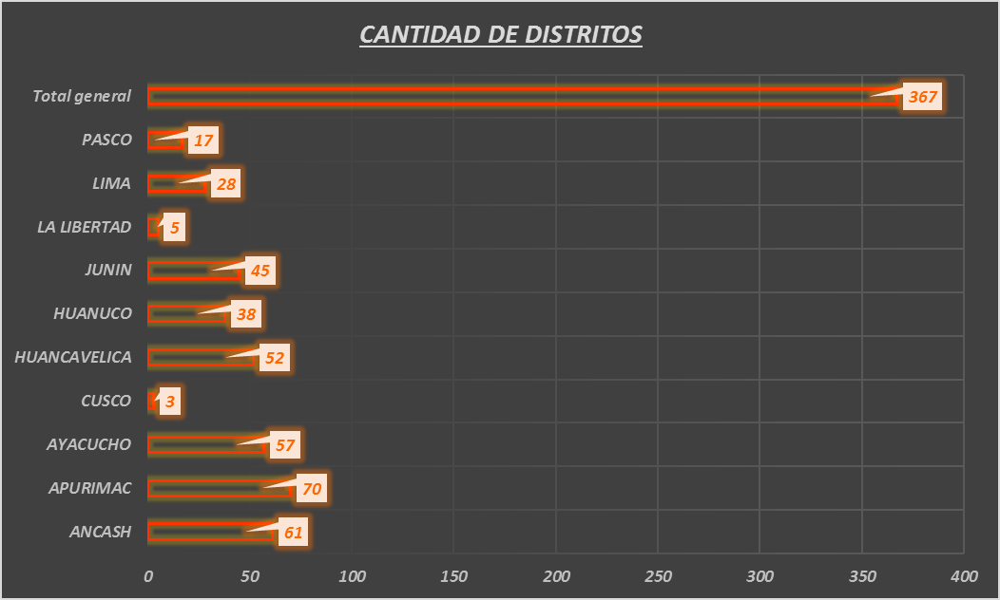 CANTIDAD DE DISTRITOS
Total general 367
PASCO 17
LIMA 28
LA LIBERTAD 5
JUNIN 45
HUANUCO 38
HUANCAVELICA 52
CUSCO 3
AYACUCHO 57
APURIMAC 70
ANCASH 61
0 50 100 150 200 250 300 350 400